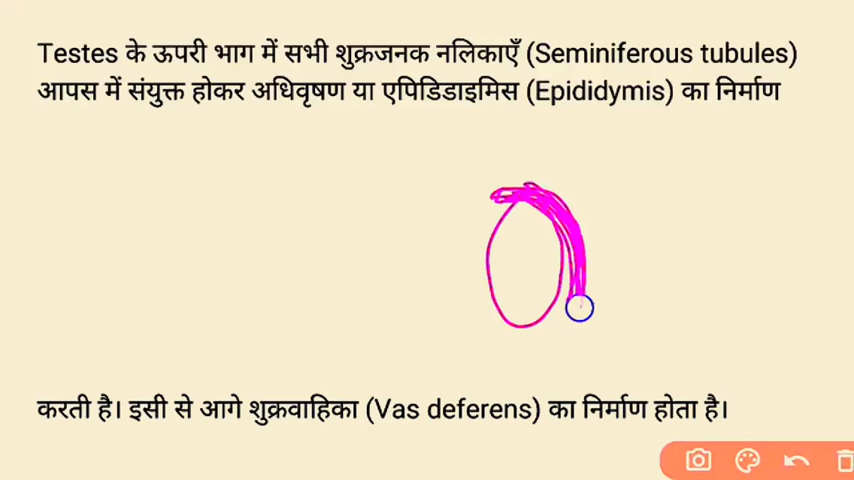 Testes के ऊपरी भाग में सभी शुक्रजनक नलिकाएँ (Seminiferous tubules)
आपस में संयुक्त होकर अधिवृषण या एपिडिडाइमिस (Epididymis) का निर्माण
करती है। इसी से आगे शुक्रवाहिका (Vas deferens) का निर्माण होता है।